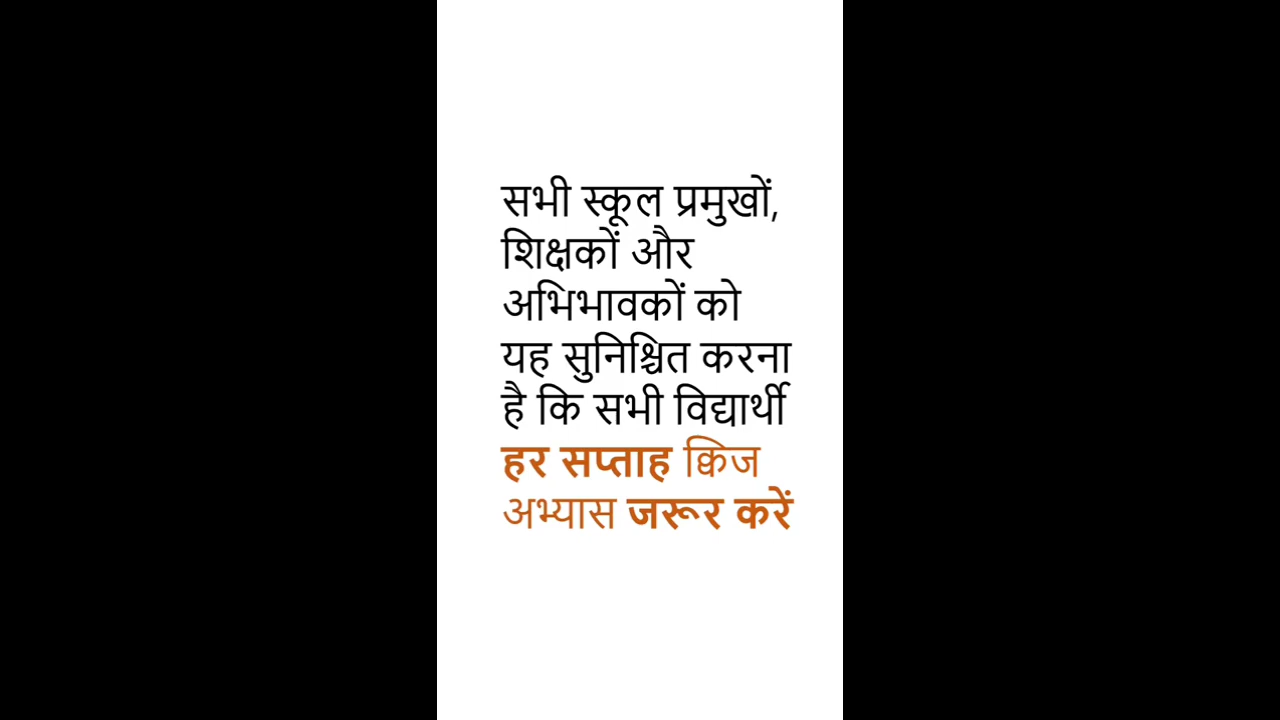 सभी स्कूल प्रमुखों,
शिक्षकों और
अभिभावकों को
यह सुनिश्चित करना
है कि सभी विद्यार्थी
हर सप्ताह क्विज
अभ्यास जरूर करें